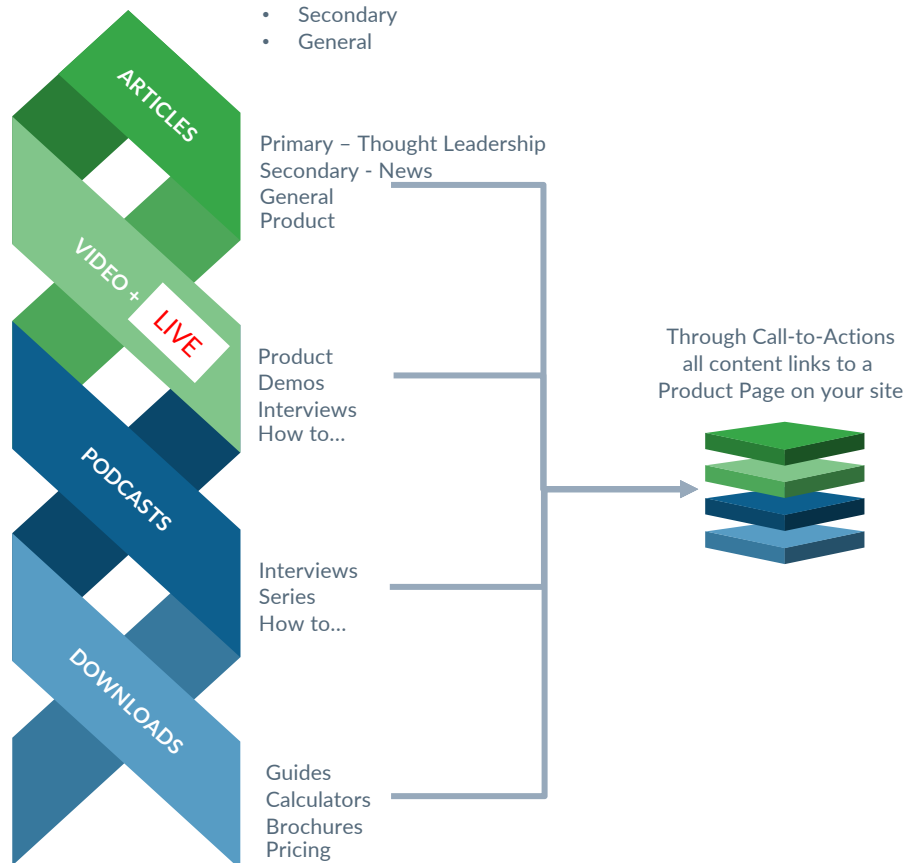 • Secondary
• General
ARTICLES
Primary – Thought Leadership
Secondary - News
General
Product
VIDEO +
LIVE
Product
Demos
Interviews
How to...
Through Call-to-Actions
all content links to a
Product Page on your site
PODCASTS
Interviews
Series
How to...
DOWNLOADS
Guides
Calculators
Brochures
Pricing